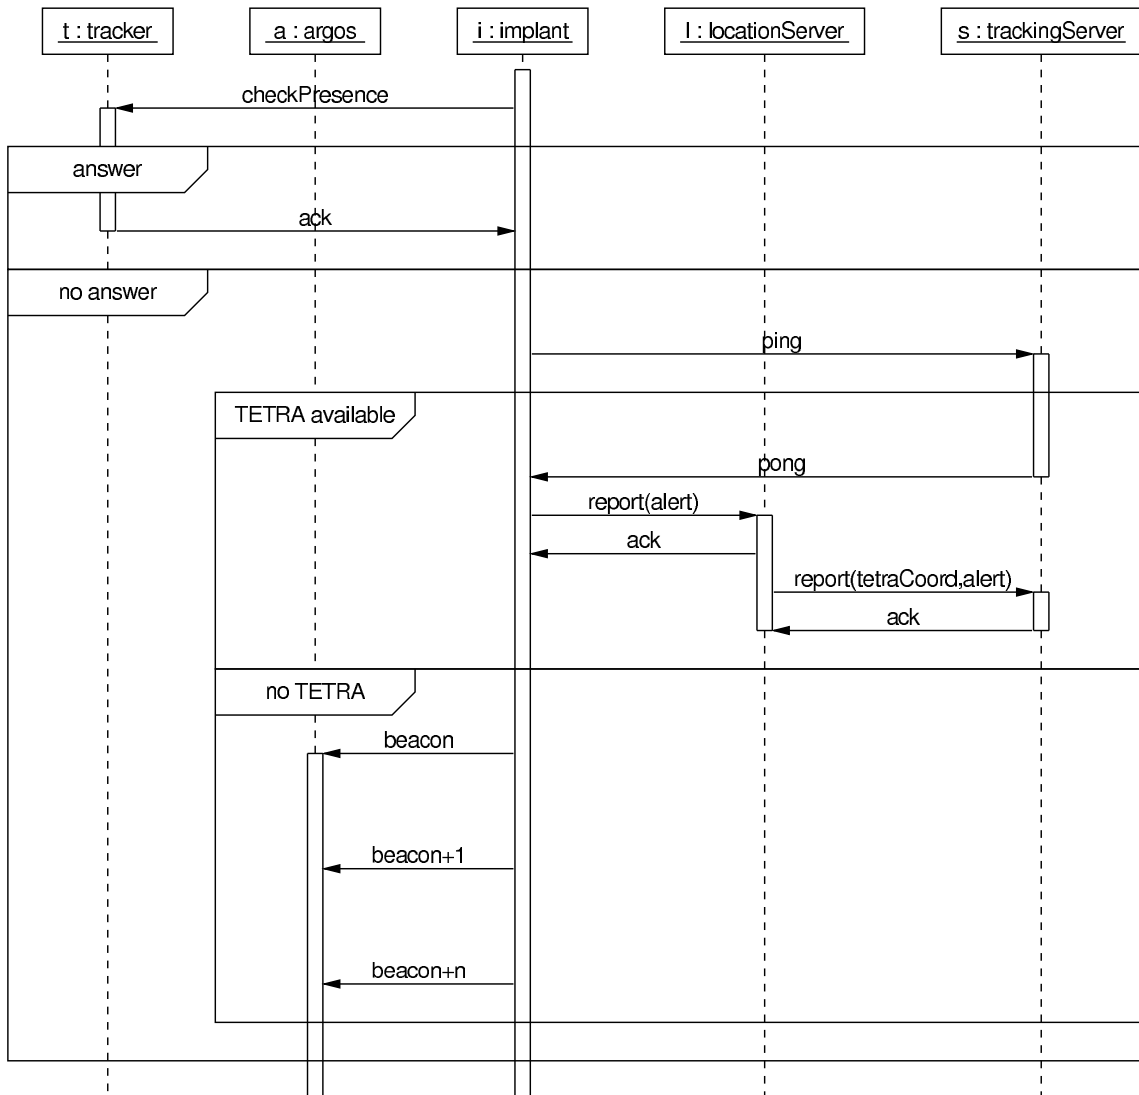 t : tracker
a : argos
i : implant
l : locationServer
s : trackingServer
checkPresence
answer
ack
no answer
ping
TETRA available
pong
report(alert)
ack
report(tetraCoord,alert)
ack
no TETRA
beacon
beacon+1
beacon+n